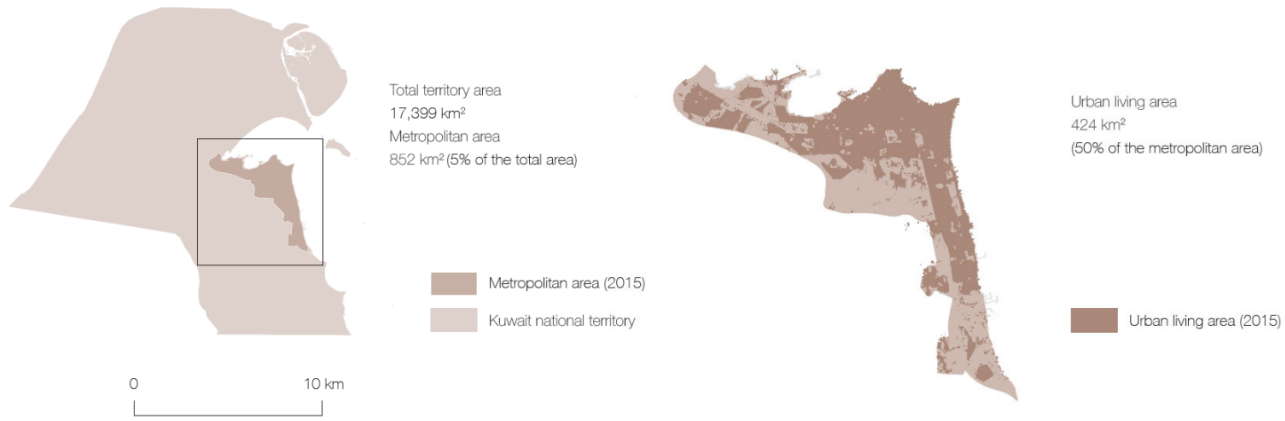 Total territory area
17,399 km²
Metropolitan area
852 km² (5% of the total area)
Metropolitan area (2015)
Kuwait national territory
0 10 km
Urban living area
424 km²
(50% of the metropolitan area)
Urban living area (2015)